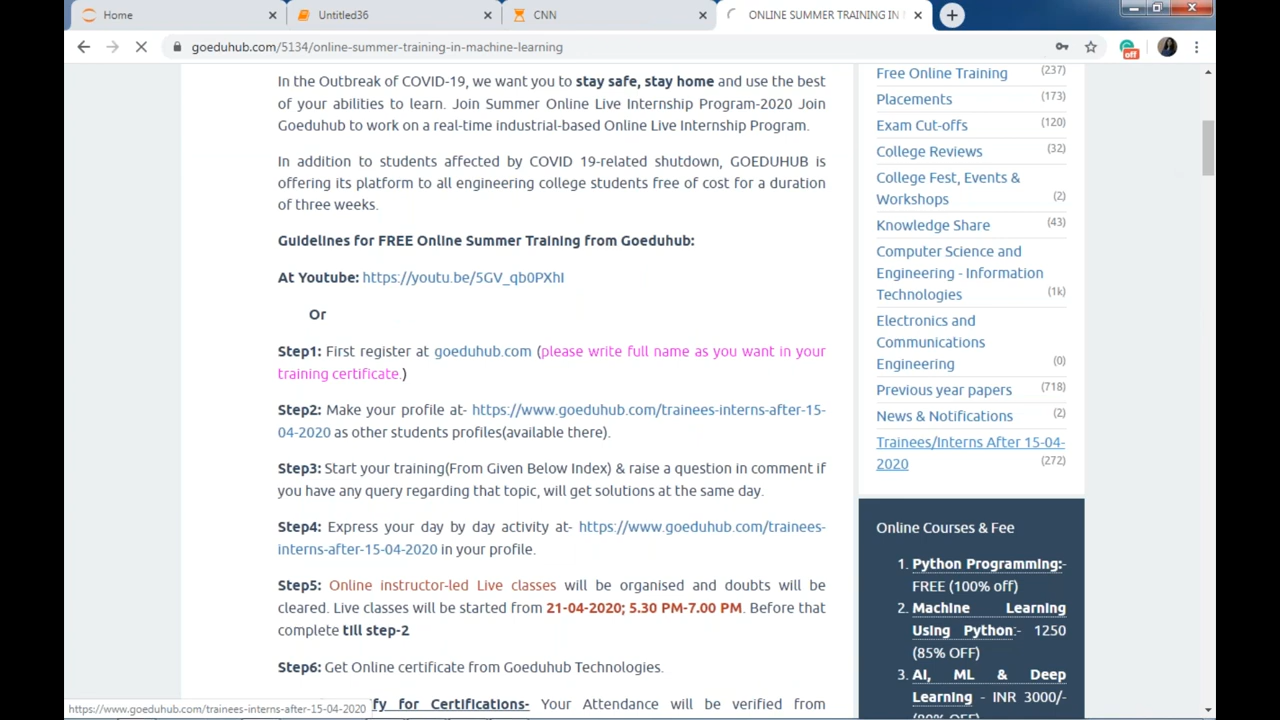 Home
Untitled36
CNN
ONLINE SUMMER TRAINING IN
goeduhub.com/5134/online-summer-training-in-machine-learning
off
In the Outbreak of COVID-19, we want you to stay safe, stay home and use the best
of your abilities to learn. Join Summer Online Live Internship Program-2020 Join
Goeduhub to work on a real-time industrial-based Online Live Internship Program.
In addition to students affected by COVID 19-related shutdown, GOEDUHUB is
offering its platform to all engineering college students free of cost for a duration
of three weeks.
Guidelines for FREE Online Summer Training from Goeduhub:
At Youtube: https://youtu.be/5GV_qb0PXhI
Or
Step1: First register at goeduhub.com (please write full name as you want in your
training certificate.)
Step2: Make your profile at- https://www.goeduhub.com/trainees-interns-after-15-
04-2020 as other students profiles(available there).
Step3: Start your training(From Given Below Index) & raise a question in comment if
you have any query regarding that topic, will get solutions at the same day.
Step4: Express your day by day activity at- https://www.goeduhub.com/trainees-
interns-after-15-04-2020 in your profile.
Step5: Online instructor-led Live classes will be organised and doubts will be
cleared. Live classes will be started from 21-04-2020; 5.30 PM-7.00 PM. Before that
complete till step-2
Step6: Get Online certificate from Goeduhub Technologies.
fy for Certifications- Your Attendance will be verified from
https://www.goeduhub.com/trainees-interns-after-15-04-2020
Free Online Training (237)
Placements (173)
Exam Cut-offs (120)
College Reviews (32)
College Fest, Events &
Workshops (2)
Knowledge Share (43)
Computer Science and
Engineering - Information
Technologies (1k)
Electronics and
Communications
Engineering (0)
Previous year papers (718)
News & Notifications (2)
Trainees/Interns After 15-04-
2020 (272)
Online Courses & Fee
1. Python Programming:-
FREE (100% off)
2. Machine Learning
Using Python:- 1250
(85% OFF)
3. AI, ML & Deep
Learning - INR 3000/-